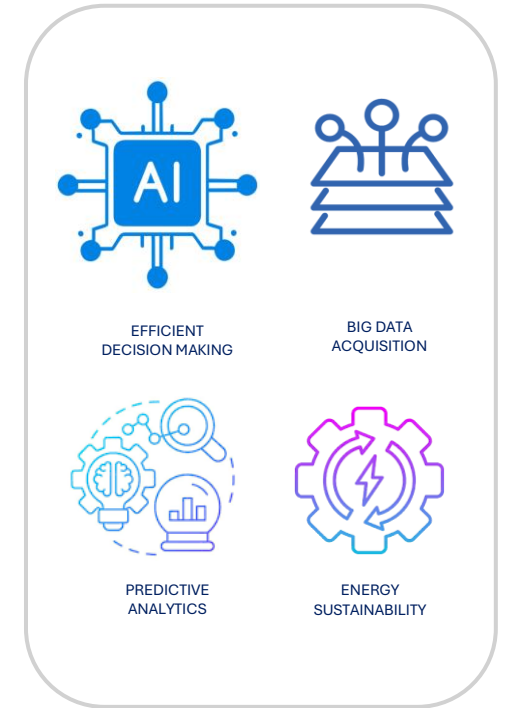 AI
EFFICIENT
DECISION MAKING
BIG DATA
ACQUISITION
PREDICTIVE
ANALYTICS
ENERGY
SUSTAINABILITY